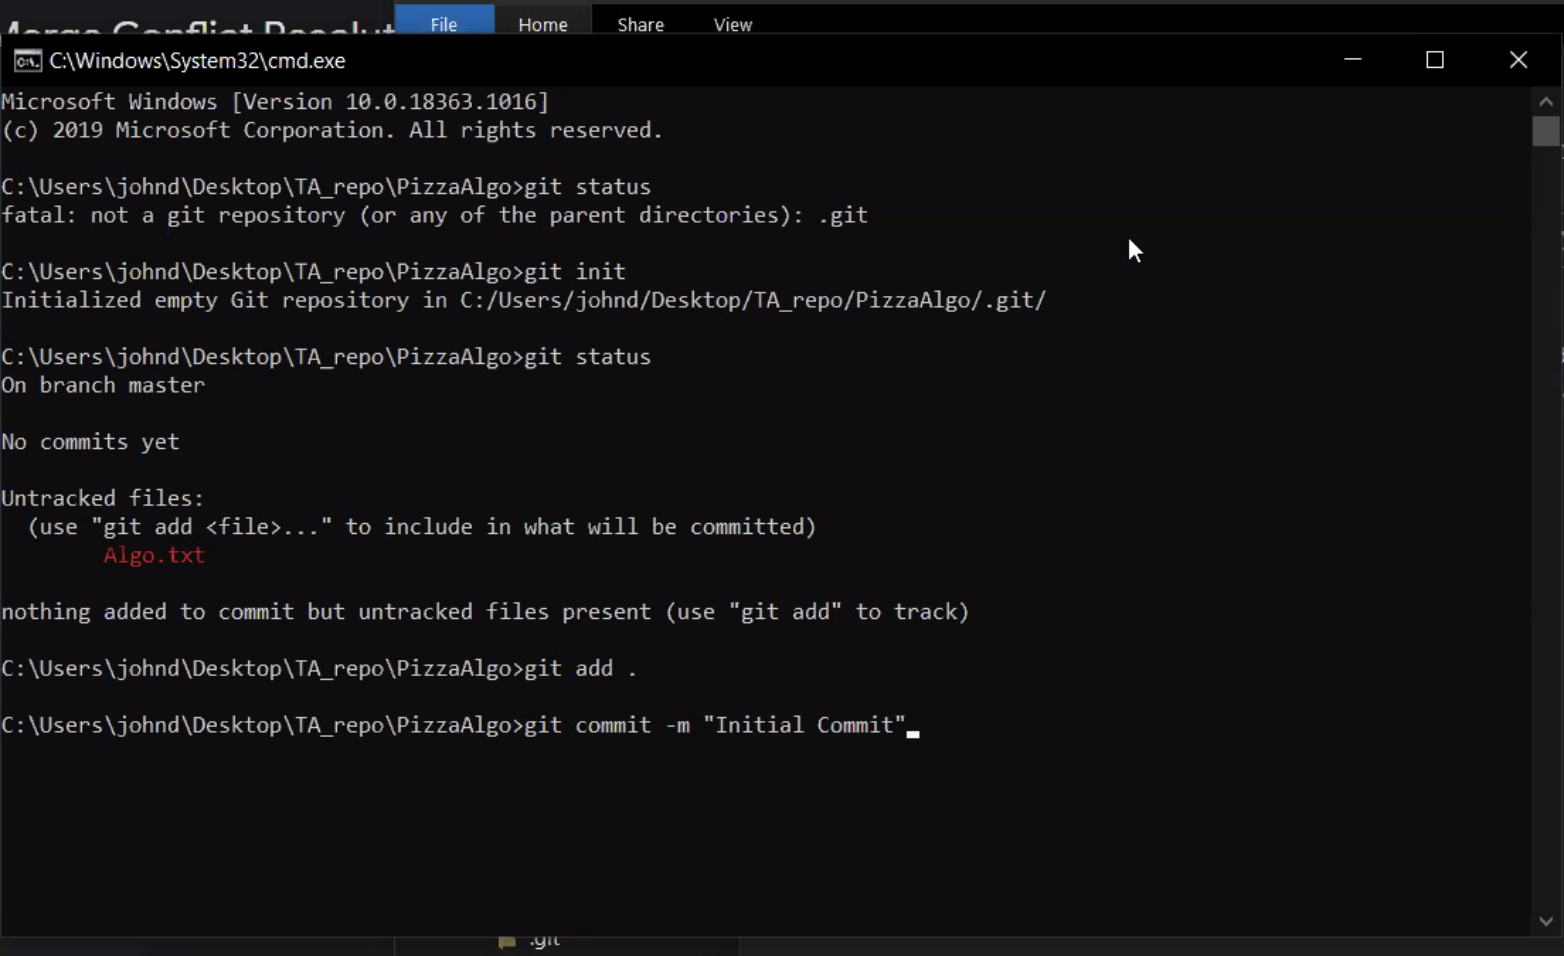 Merge Conflict Resolut
File Home Share View
C:\Windows\System32\cmd.exe
Microsoft Windows [Version 10.0.18363.1016]
(c) 2019 Microsoft Corporation. All rights reserved.
C:\Users\johnd\Desktop\TA_repo\PizzaAlgo>git status
fatal: not a git repository (or any of the parent directories): .git
C:\Users\johnd\Desktop\TA_repo\PizzaAlgo>git init
Initialized empty Git repository in C:/Users/johnd/Desktop/TA_repo/PizzaAlgo/.git/
C:\Users\johnd\Desktop\TA_repo\PizzaAlgo>git status
On branch master
No commits yet
Untracked files:
(use "git add <file>..." to include in what will be committed)
Algo.txt
nothing added to commit but untracked files present (use "git add" to track)
C:\Users\johnd\Desktop\TA_repo\PizzaAlgo>git add .
C:\Users\johnd\Desktop\TA_repo\PizzaAlgo>git commit -m "Initial Commit"
.git